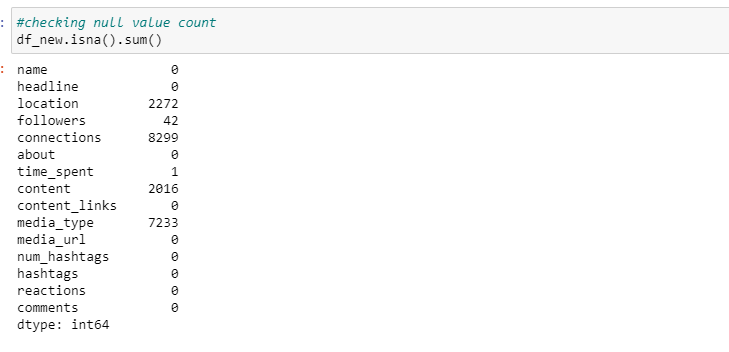 #checking null value count
df_new.isna().sum()
name 0
headline 0
location 2272
followers 42
connections 8299
about 0
time_spent 1
content 2016
content_links 0
media_type 7233
media_url 0
num_hashtags 0
hashtags 0
reactions 0
comments 0
dtype: int64